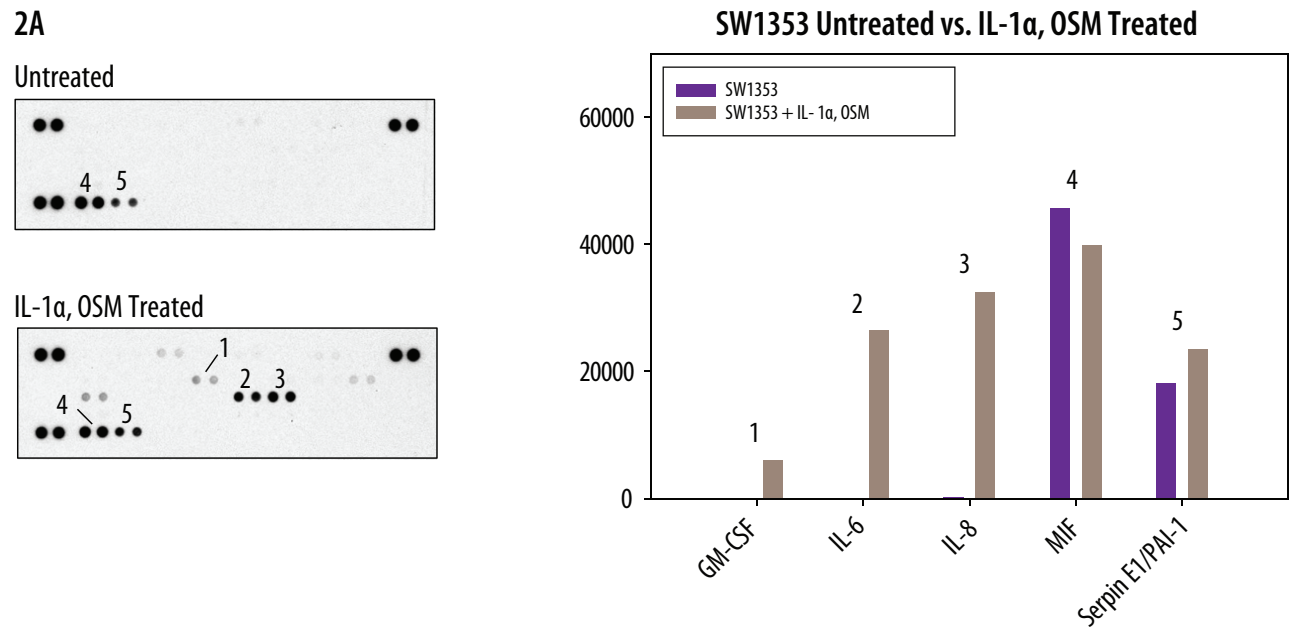 2A
Untreated
4 5
IL-1α, OSM Treated
1
2 3
4 5
SW1353 Untreated vs. IL-1α, OSM Treated
SW1353
SW1353 + IL- 1α, OSM
60000
40000
20000
0
1
2
3
4
5
GM-CSF
IL-6
IL-8
MIF
Serpin E1/PAI-1